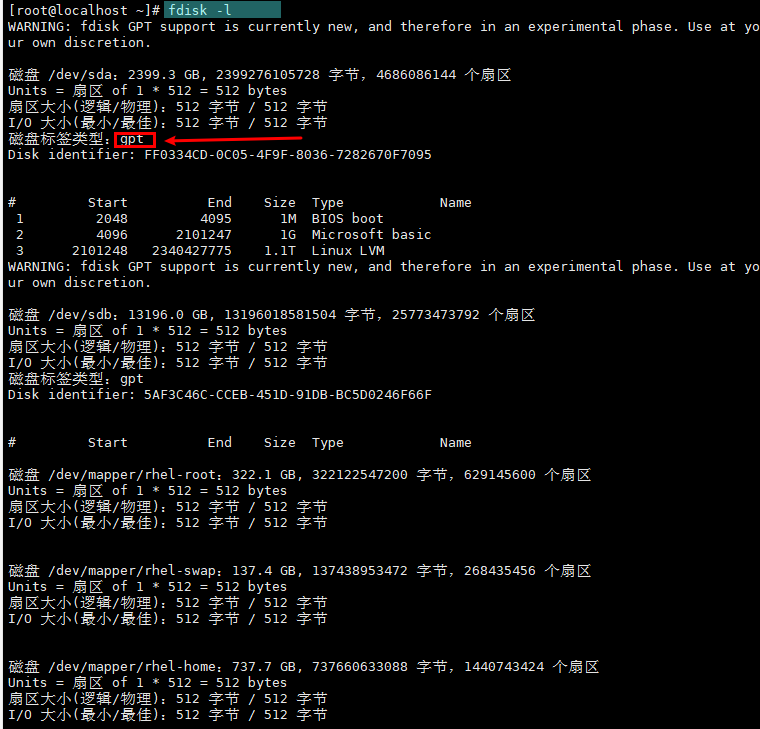 [root@localhost ~]# fdisk -l
WARNING: fdisk GPT support is currently new, and therefore in an experimental phase. Use at yo
ur own discretion.
磁盘 /dev/sda：2399.3 GB, 2399276105728 字节，4686086144 个扇区
Units = 扇区 of 1 * 512 = 512 bytes
扇区大小(逻辑/物理)：512 字节 / 512 字节
I/O 大小(最小/最佳)：512 字节 / 512 字节
磁盘标签类型：gpt
Disk identifier: FF0334CD-0C05-4F9F-8036-7282670F7095
#         Start          End    Size  Type            Name
1         2048         4095      1M  BIOS boot
2         4096      2101247      1G  Microsoft basic
3      2101248   2340427775    1.1T  Linux LVM
WARNING: fdisk GPT support is currently new, and therefore in an experimental phase. Use at yo
ur own discretion.
磁盘 /dev/sdb：13196.0 GB, 13196018581504 字节，25773473792 个扇区
Units = 扇区 of 1 * 512 = 512 bytes
扇区大小(逻辑/物理)：512 字节 / 512 字节
I/O 大小(最小/最佳)：512 字节 / 512 字节
磁盘标签类型：gpt
Disk identifier: 5AF3C46C-CCEB-451D-91DB-BC5D0246F66F
#         Start          End    Size  Type            Name
磁盘 /dev/mapper/rhel-root：322.1 GB, 322122547200 字节，629145600 个扇区
Units = 扇区 of 1 * 512 = 512 bytes
扇区大小(逻辑/物理)：512 字节 / 512 字节
I/O 大小(最小/最佳)：512 字节 / 512 字节
磁盘 /dev/mapper/rhel-swap：137.4 GB, 137438953472 字节，268435456 个扇区
Units = 扇区 of 1 * 512 = 512 bytes
扇区大小(逻辑/物理)：512 字节 / 512 字节
I/O 大小(最小/最佳)：512 字节 / 512 字节
磁盘 /dev/mapper/rhel-home：737.7 GB, 737660633088 字节，1440743424 个扇区
Units = 扇区 of 1 * 512 = 512 bytes
扇区大小(逻辑/物理)：512 字节 / 512 字节
I/O 大小(最小/最佳)：512 字节 / 512 字节